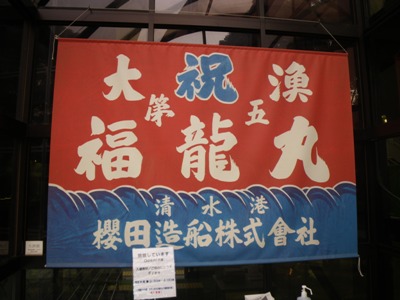 大 祝 漁
第五
福龍丸
清水港
櫻田造船株式會社